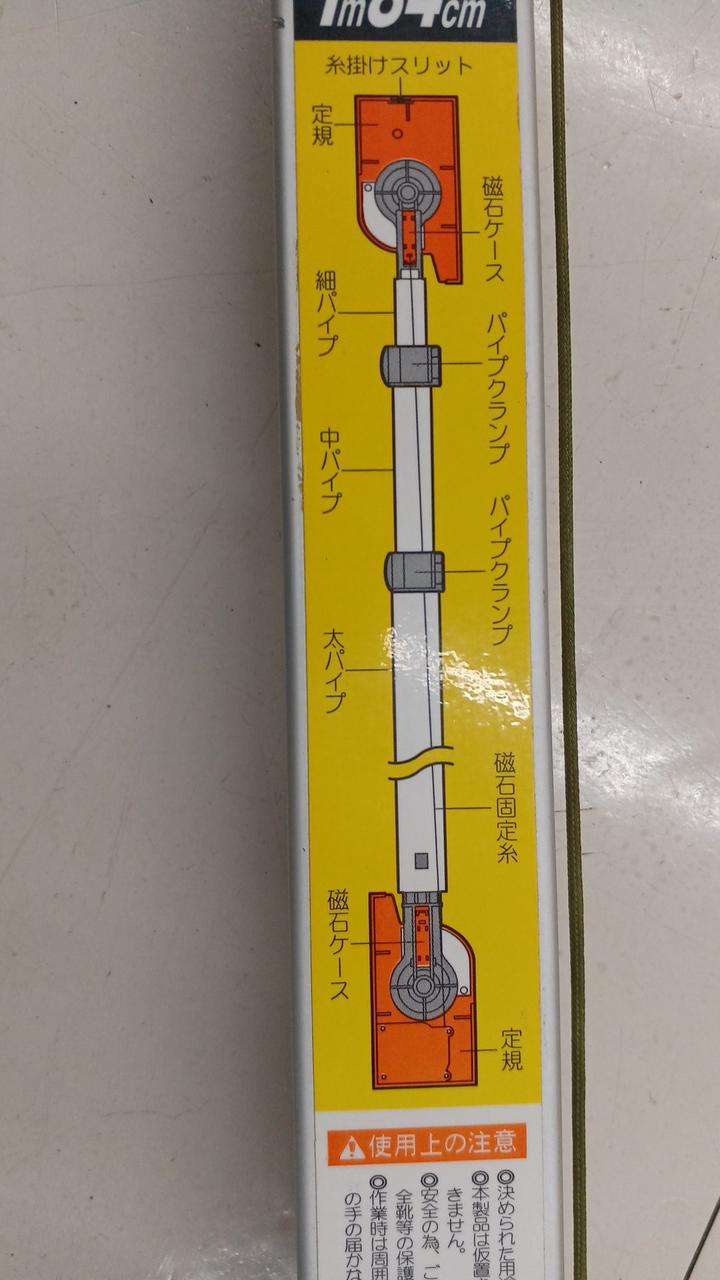 1m64cm
糸掛けスリット
定規
磁石ケース
細パイプ
パイプクランプ
中パイプ
パイプクランプ
太パイプ
磁石固定糸
磁石ケース
定規
⚠使用上の注意
◎決められた用
◎本製品は仮置
きません。
◎安全の為、ご
全靴等の保護
◎作業時は周囲
の手の届かな